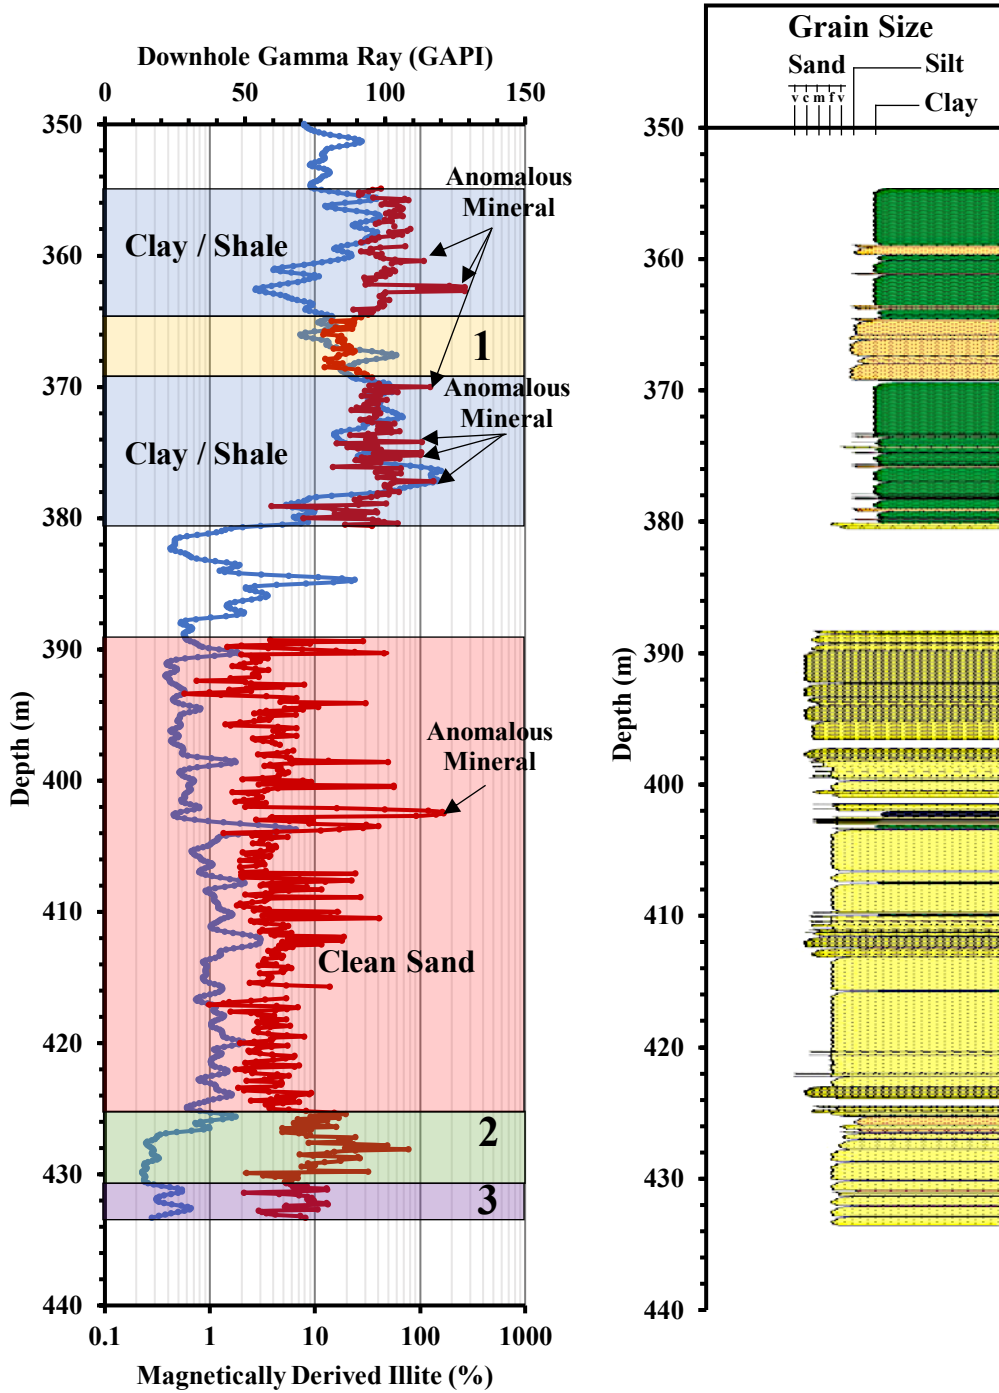 Downhole Gamma Ray (GAPI)
0 50 100 150
350
360
370
380
390
400
410
420
430
440
Depth (m)
Anomalous
Mineral
Clay / Shale
1
Anomalous
Mineral
Clay / Shale
Anomalous
Mineral
Clean Sand
2
3
0.1 1 10 100 1000
Magnetically Derived Illite (%)
Grain Size
Sand
Silt
v c m f v
Clay
350
360
370
380
390
400
410
420
430
440
Depth (m)